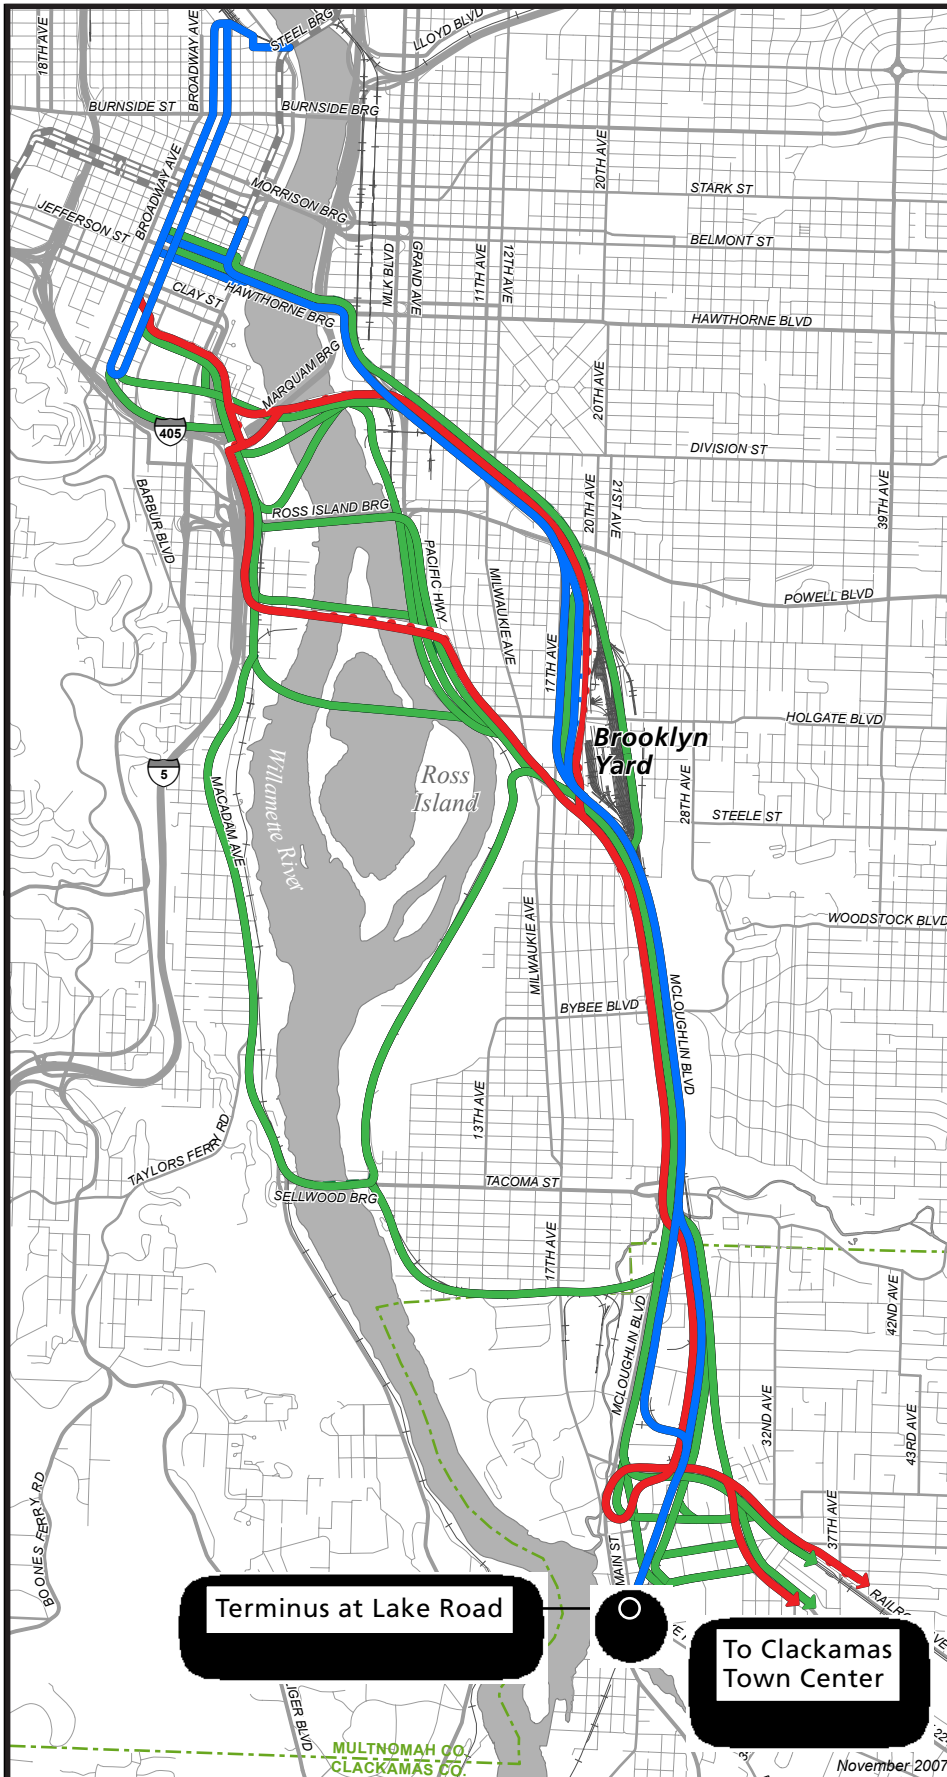 18TH AVE
BROADWAY AVE
STEEL BRG
LLOYD BLVD
BURNSIDE ST
BURNSIDE BRG
BROADWAY AVE
20TH AVE
MORRISON BRG
STARK ST
JEFFERSON ST
BELMONT ST
MLK BLVD
GRAND AVE
11TH AVE
12TH AVE
CLAY ST
HAWTHORNE BRG
HAWTHORNE BLVD
MARQUAM BRG
20TH AVE
405
DIVISION ST
BARBUR BLVD
ROSS ISLAND BRG
20TH AVE
21ST AVE
39TH AVE
PACIFIC HWY
MILWAUKIE AVE
POWELL BLVD
17TH AVE
HOLGATE BLVD
Brooklyn
Yard
5
Ross
Island
Willamette River
MACADAM AVE
28TH AVE
STEELE ST
MILWAUKIE AVE
WOODSTOCK BLVD
BYBEE BLVD
MCLOUGHLIN BLVD
13TH AVE
TAYLORS FERRY RD
TACOMA ST
SELLWOOD BRG
17TH AVE
42ND AVE
MCLOUGHLIN BLVD
32ND AVE
43RD AVE
BOONES FERRY RD
37TH AVE
MAIN ST
Terminus at Lake Road
To Clackamas
Town Center
MULTNOMAH CO.
CLACKAMAS CO.
November 2007